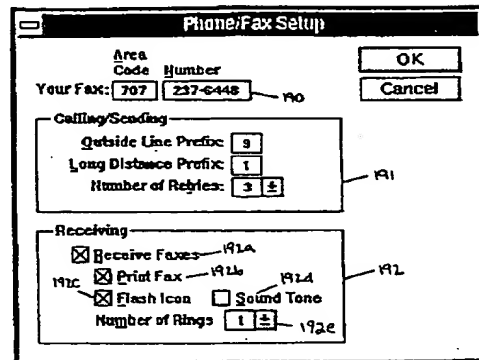 Phone/Fax Setup
Area
Code Number
Your Fax: 707 237-6448 190
OK
Cancel
Calling/Sending
Outside Line Prefix: 9
Long Distance Prefix: 1
Number of Retries: 3
191
Receiving
Receive Faxes 192a
Print Fax 192b
192c Flash Icon Sound Tone 192d
Number of Rings 1 192e
192